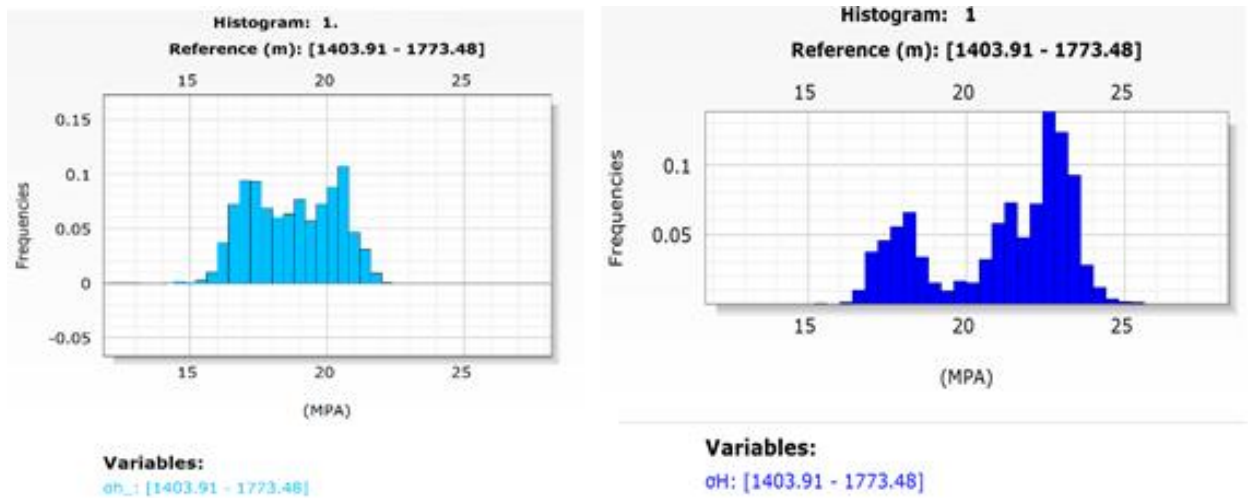 Histogram: 1.
Reference (m): [1403.91 - 1773.48]
15 20 25
0.15
0.1
0.05
0
-0.05
Frequencies
15 20 25
(MPA)
Variables:
σh_: [1403.91 - 1773.48]
Histogram: 1
Reference (m): [1403.91 - 1773.48]
15 20 25
0.1
0.05
Frequencies
15 20 25
(MPA)
Variables:
σH: [1403.91 - 1773.48]